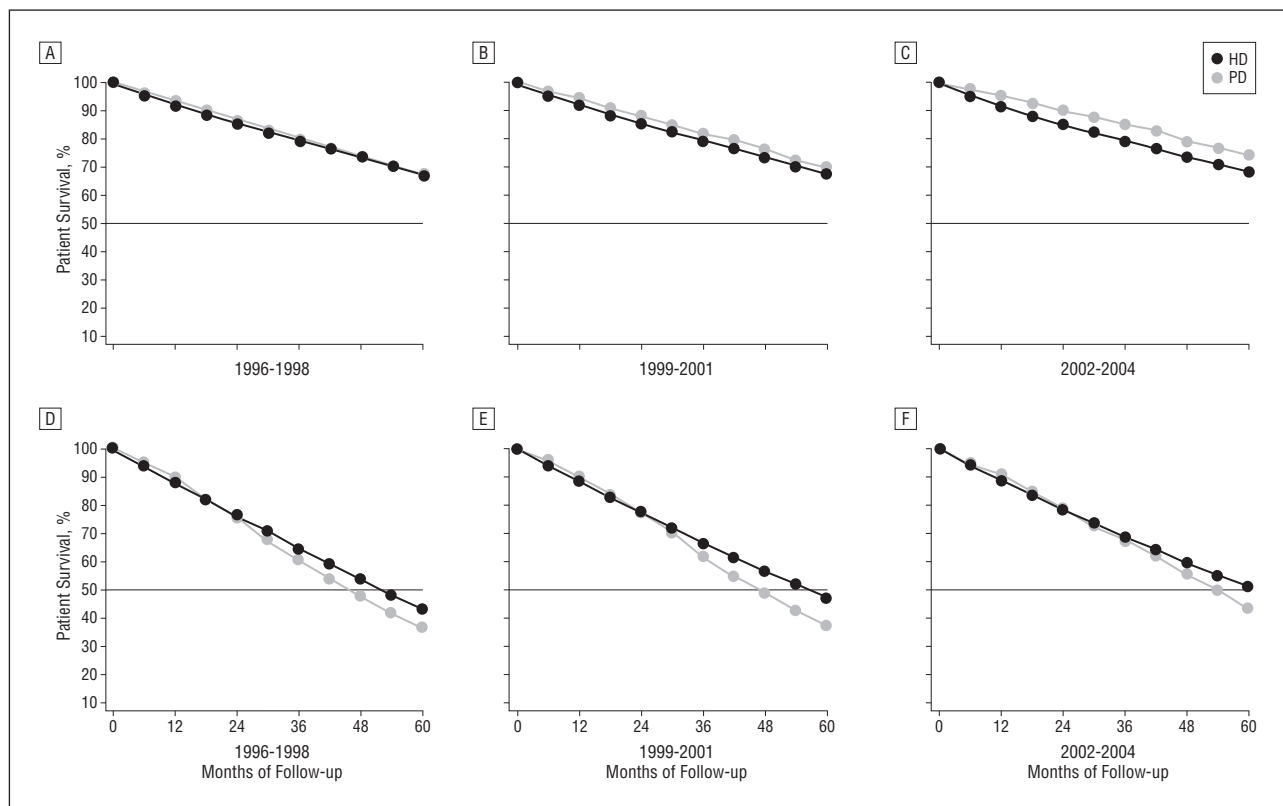 A
B
C
HD
PD
Patient Survival, %
100
90
80
70
60
50
40
30
20
10
1996-1998
1999-2001
2002-2004
D
E
F
Patient Survival, %
100
90
80
70
60
50
40
30
20
10
0 12 24 36 48 60
0 12 24 36 48 60
0 12 24 36 48 60
1996-1998
Months of Follow-up
1999-2001
Months of Follow-up
2002-2004
Months of Follow-up